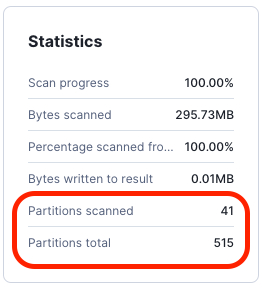 Statistics
Scan progress 100.00%
Bytes scanned 295.73MB
Percentage scanned fro... 100.00%
Bytes written to result 0.01MB
Partitions scanned 41
Partitions total 515